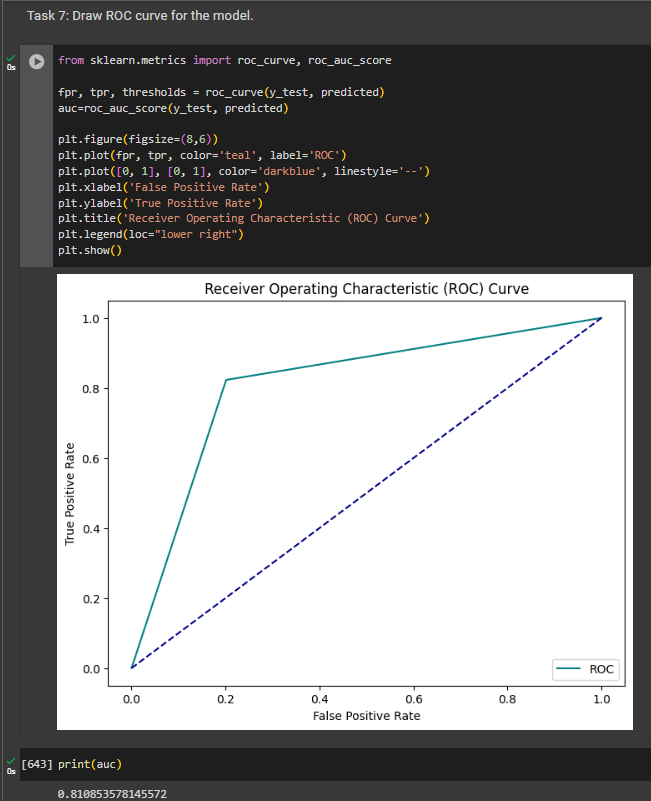 Task 7: Draw ROC curve for the model.
0s
from sklearn.metrics import roc_curve, roc_auc_score
fpr, tpr, thresholds = roc_curve(y_test, predicted)
auc=roc_auc_score(y_test, predicted)
plt.figure(figsize=(8,6))
plt.plot(fpr, tpr, color='teal', label='ROC')
plt.plot([0, 1], [0, 1], color='darkblue', linestyle='--')
plt.xlabel('False Positive Rate')
plt.ylabel('True Positive Rate')
plt.title('Receiver Operating Characteristic (ROC) Curve')
plt.legend(loc="lower right")
plt.show()
Receiver Operating Characteristic (ROC) Curve
1.0
0.8
0.6
0.4
0.2
0.0
True Positive Rate
ROC
0.0 0.2 0.4 0.6 0.8 1.0
False Positive Rate
0s
[643] print(auc)
0.810853578145572